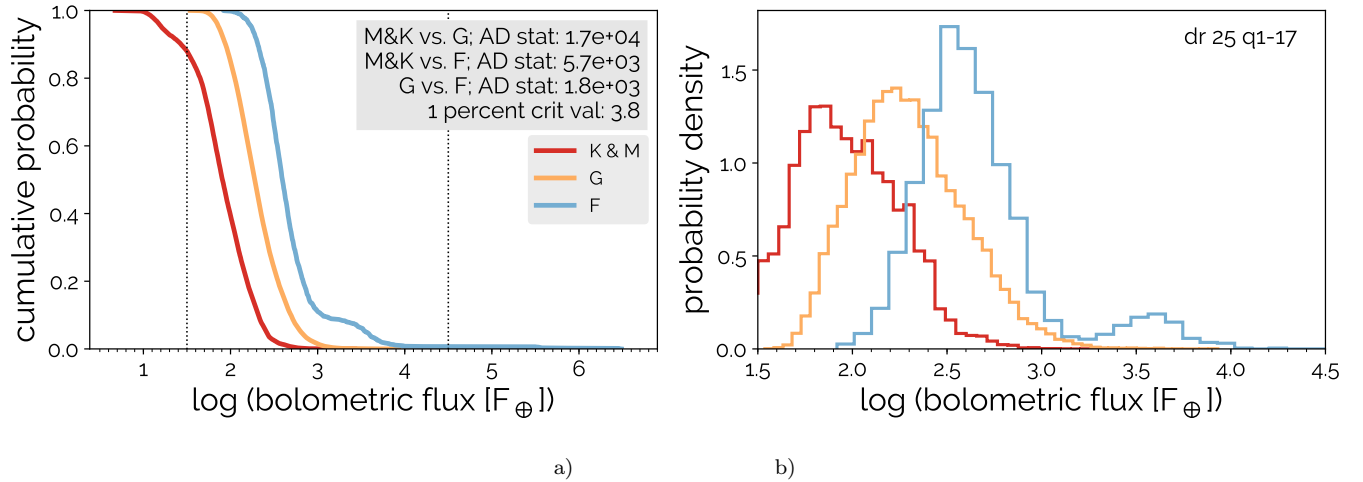 cumulative probability
1.0
0.8
0.6
0.4
0.2
0.0
M&K vs. G; AD stat: 1.7e+04
M&K vs. F; AD stat: 5.7e+03
G vs. F; AD stat: 1.8e+03
1 percent crit val: 3.8
K & M
G
F
1 2 3 4 5 6
log (bolometric flux [F⊕])
a)
probability density
1.5
1.0
0.5
0.0
dr 25 q1-17
1.5 2.0 2.5 3.0 3.5 4.0 4.5
log (bolometric flux [F⊕])
b)